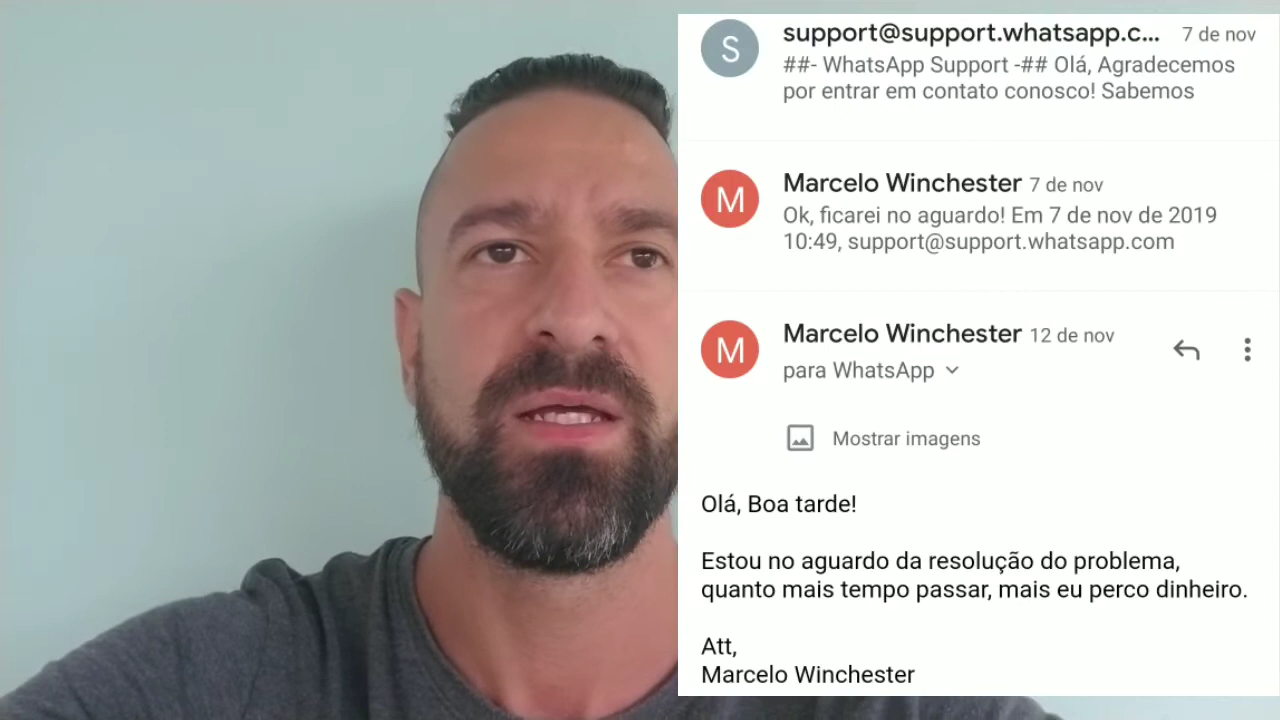 S
support@support.whatsapp.c...
7 de nov
##- WhatsApp Support -## Olá, Agradecemos
por entrar em contato conosco! Sabemos
M
Marcelo Winchester 7 de nov
Ok, ficarei no aguardo! Em 7 de nov de 2019
10:49, support@support.whatsapp.com
M
Marcelo Winchester 12 de nov
para WhatsApp
Mostrar imagens
Olá, Boa tarde!
Estou no aguardo da resolução do problema,
quanto mais tempo passar, mais eu perco dinheiro.
Att,
Marcelo Winchester